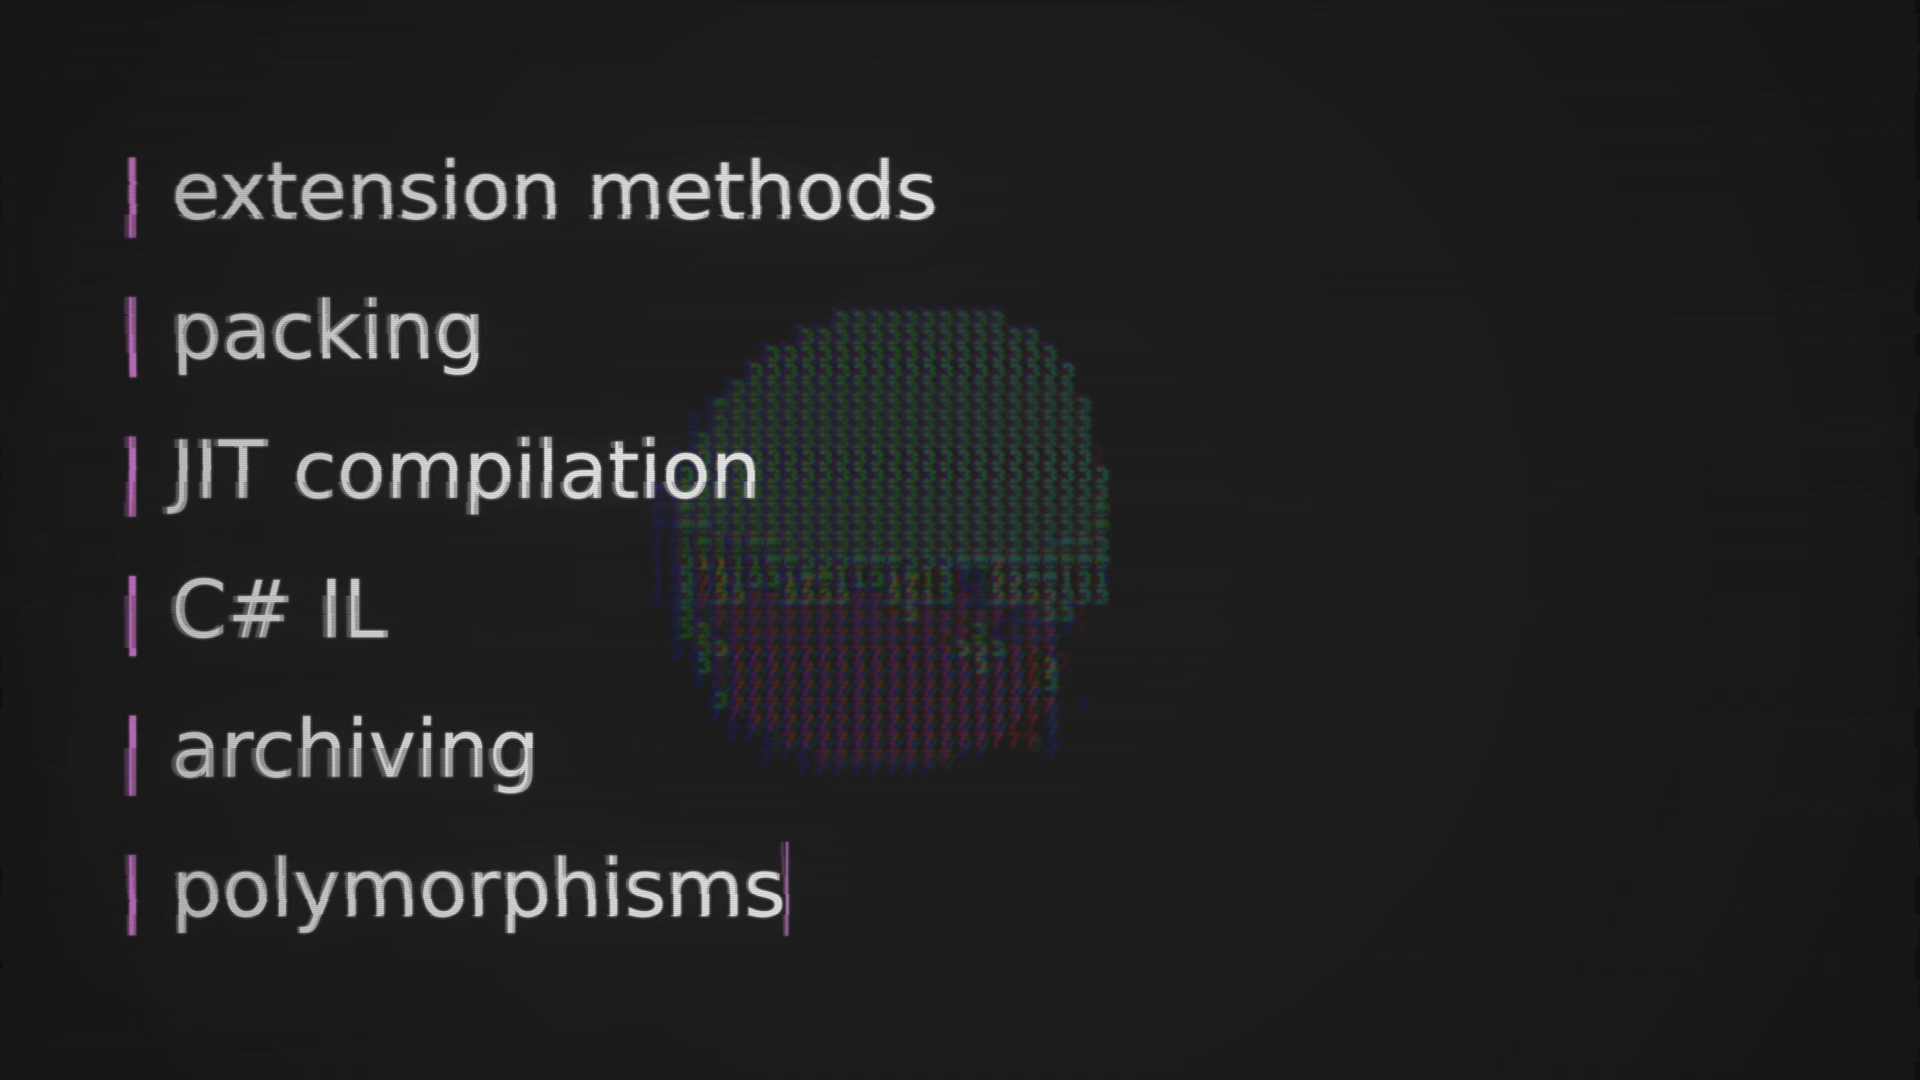 extension methods
packing
JIT compilation
C# IL
archiving
polymorphisms